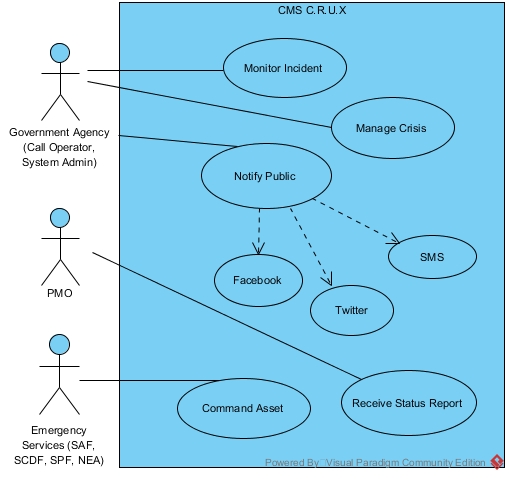 CMS C.R.U.X
Monitor Incident
Manage Crisis
Government Agency
(Call Operator,
System Admin)
Notify Public
SMS
Facebook
Twitter
PMO
Command Asset
Receive Status Report
Emergency
Services (SAF,
SCDF, SPF, NEA)
Powered By Visual Paradigm Community Edition